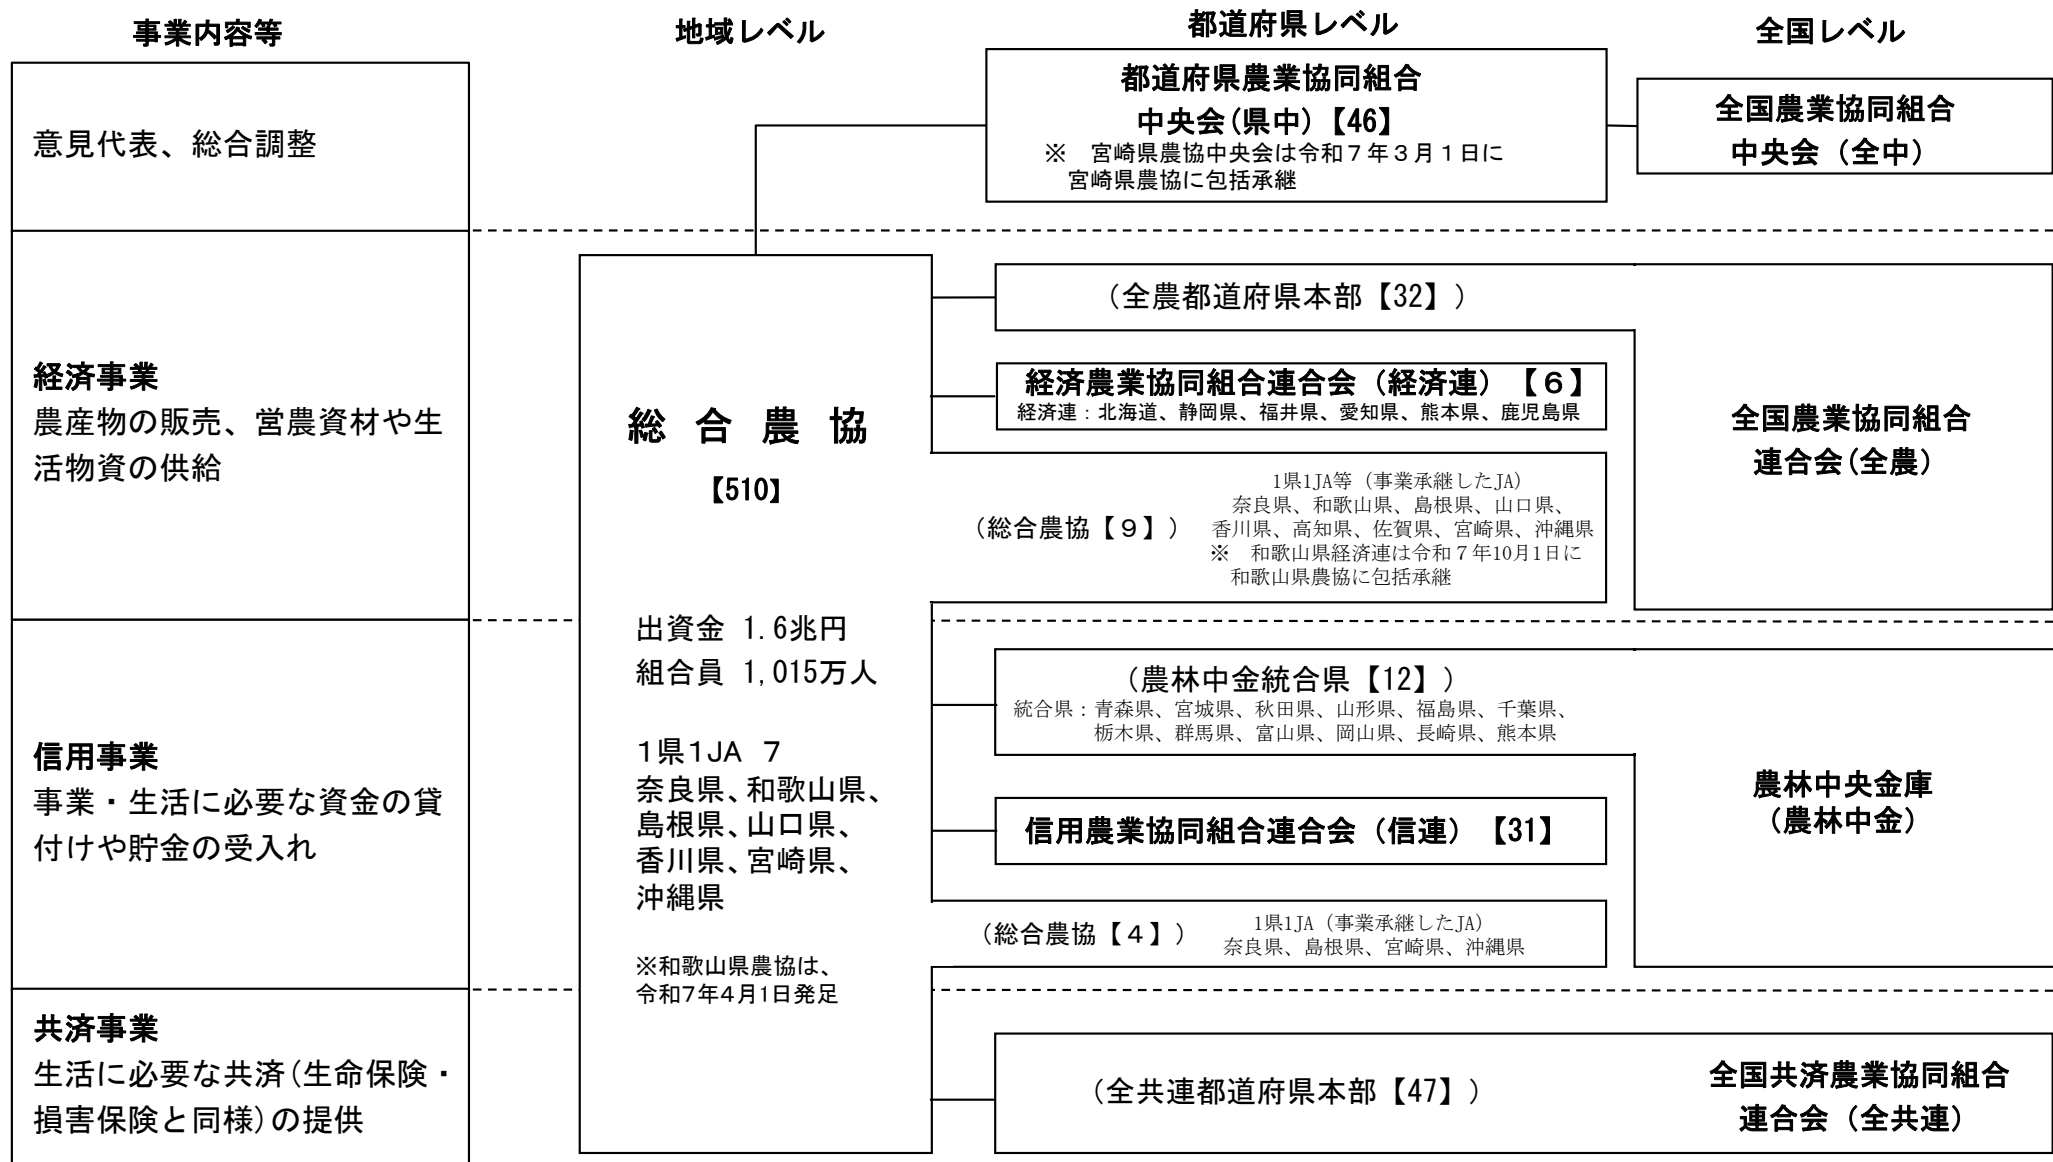 事業内容等
地域レベル
都道府県レベル
全国レベル
意見代表、総合調整
都道府県農業協同組合
中央会(県中)【46】
※　宮崎県農協中央会は令和７年３月１日に
宮崎県農協に包括承継
全国農業協同組合
中央会（全中）
経済事業
農産物の販売、営農資材や生
活物資の供給
総 合 農 協
【510】
出資金 1.6兆円
組合員 1,015万人
１県１JA ７
奈良県、和歌山県、
島根県、山口県、
香川県、宮崎県、
沖縄県
※和歌山県農協は、
令和７年４月１日発足
（全農都道府県本部【32】）
経済農業協同組合連合会（経済連）【６】
経済連：北海道、静岡県、福井県、愛知県、熊本県、鹿児島県
（総合農協【９】）
1県1JA等（事業承継したJA）
奈良県、和歌山県、島根県、山口県、
香川県、高知県、佐賀県、宮崎県、沖縄県
※　和歌山県経済連は令和７年10月1日に
和歌山県農協に包括承継
全国農業協同組合
連合会(全農)
信用事業
事業・生活に必要な資金の貸
付けや貯金の受入れ
（農林中金統合県【12】）
統合県：青森県、宮城県、秋田県、山形県、福島県、千葉県、
栃木県、群馬県、富山県、岡山県、長崎県、熊本県
信用農業協同組合連合会（信連）【31】
（総合農協【４】）
1県1JA（事業承継したJA）
奈良県、島根県、宮崎県、沖縄県
農林中央金庫
（農林中金）
共済事業
生活に必要な共済(生命保険・
損害保険と同様)の提供
（全共連都道府県本部【47】）
全国共済農業協同組合
連合会（全共連）